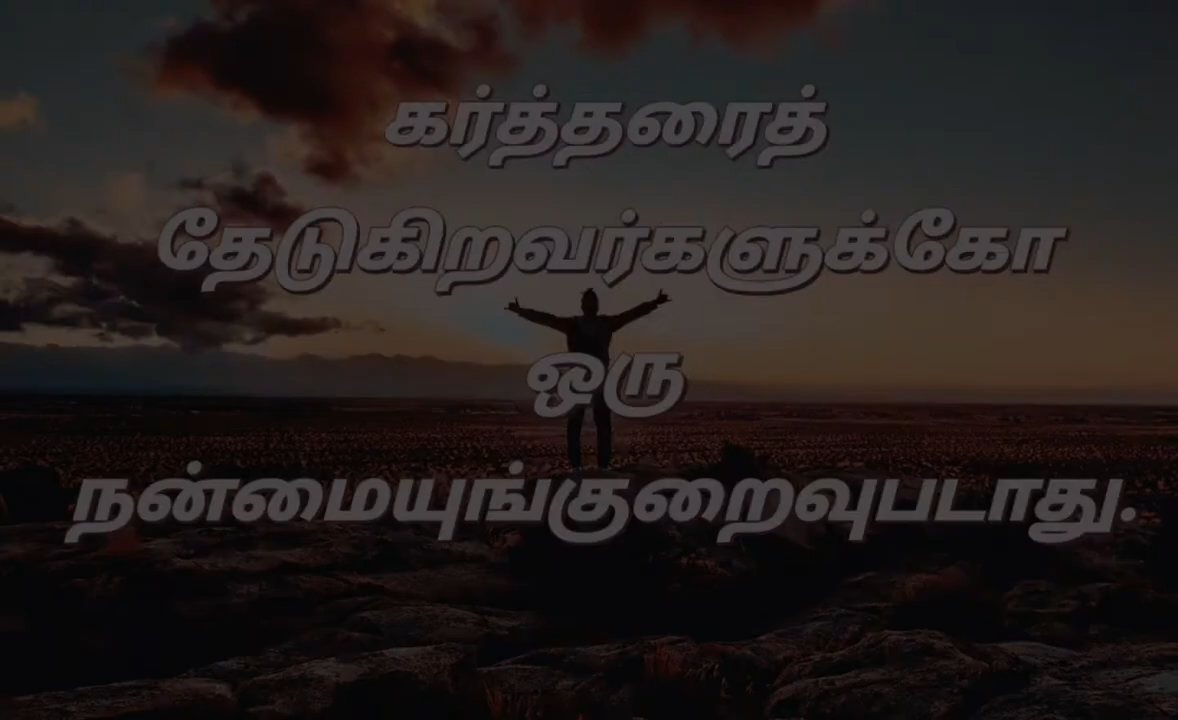 கர்த்தரைத்
தேடுகிறவர்களுக்கோ
ஒரு
நன்மையுங்குறைவுபடாது.